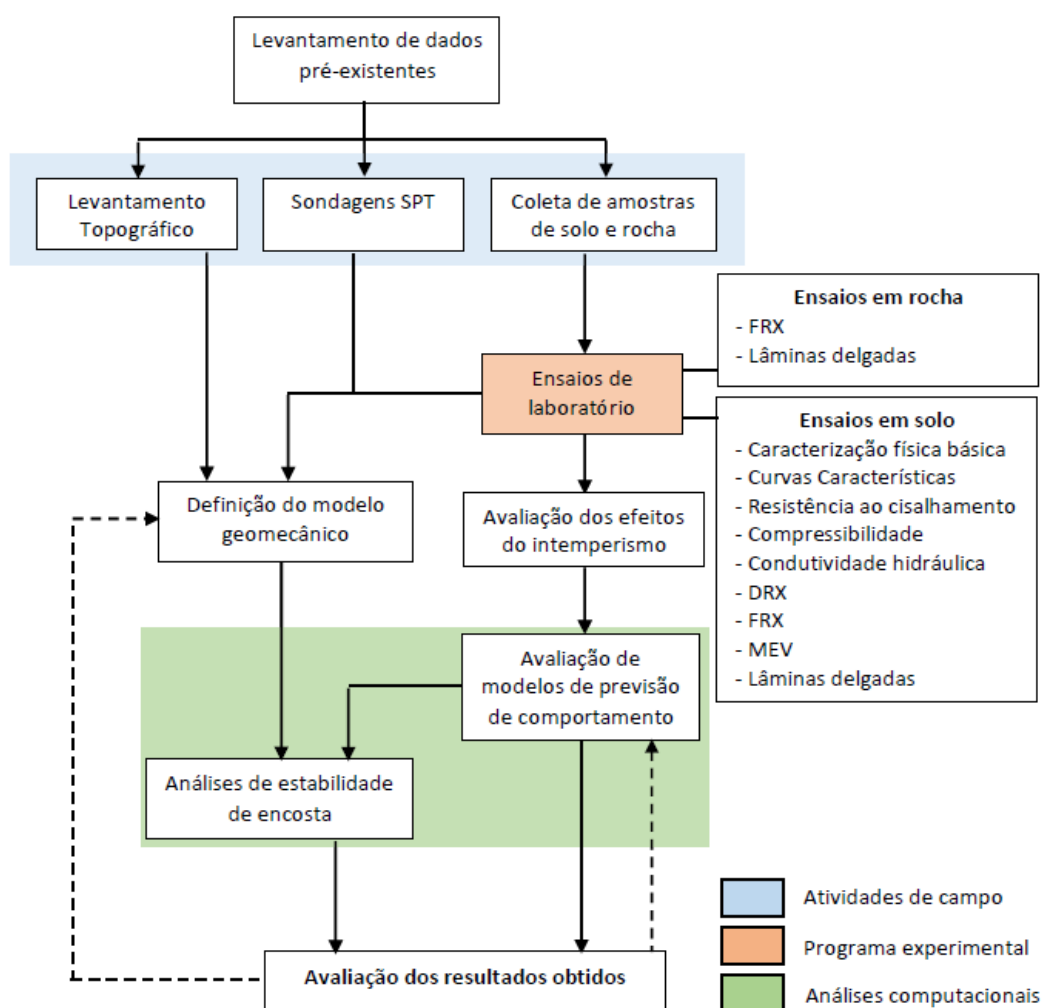 Levantamento de dados
pré-existentes
Levantamento
Topográfico
Sondagens SPT
Coleta de amostras
de solo e rocha
Ensaios em rocha
- FRX
- Lâminas delgadas
Ensaios de
laboratório
Ensaios em solo
- Caracterização física básica
- Curvas Características
- Resistência ao cisalhamento
- Compressibilidade
- Condutividade hidráulica
- DRX
- FRX
- MEV
- Lâminas delgadas
Definição do modelo
geomecânico
Avaliação dos efeitos
do intemperismo
Avaliação de
modelos de previsão
de comportamento
Análises de estabilidade
de encosta
Avaliação dos resultados obtidos
Atividades de campo
Programa experimental
Análises computacionais